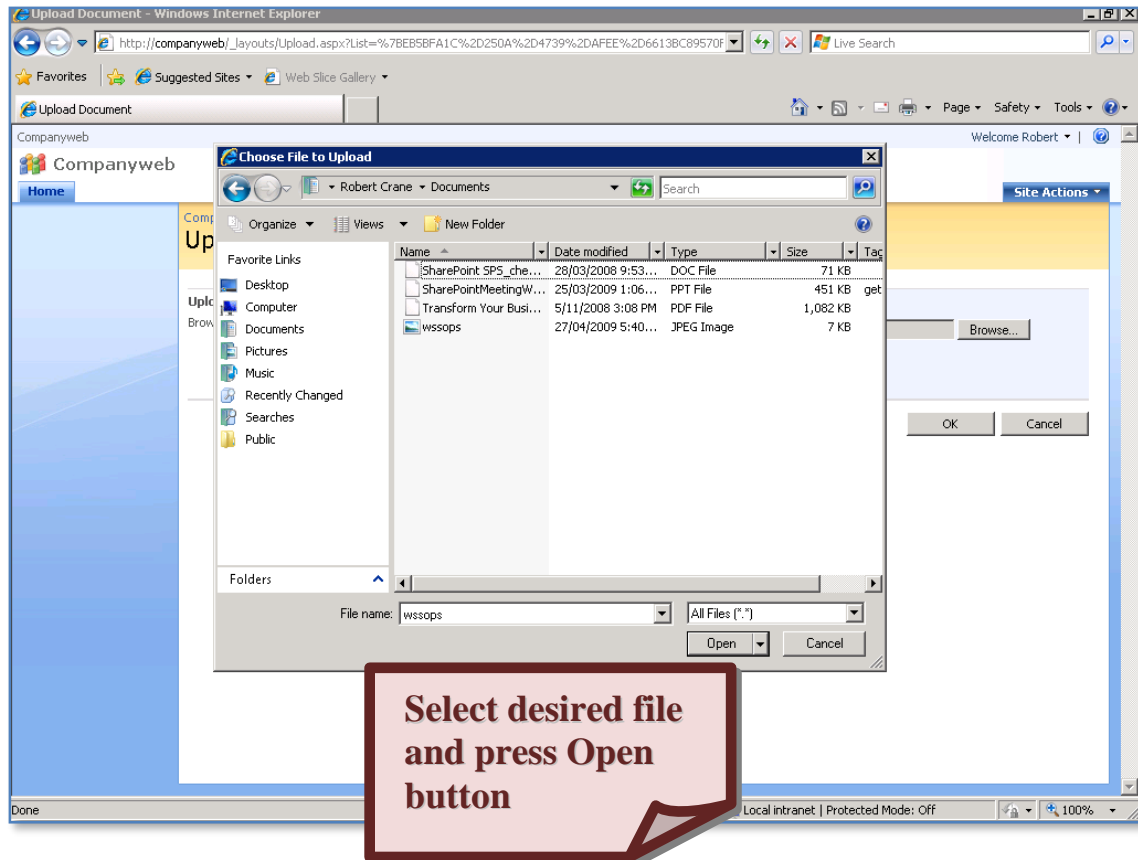 Upload Document - Windows Internet Explorer
http://companyweb/_layouts/Upload.aspx?List=%7BEB5BFA1C%2D250A%2D4739%2DAFEE%2D6613BC89570F
Live Search
Favorites Suggested Sites Web Slice Gallery
Upload Document
Page Safety Tools
Companyweb
Welcome Robert
Companyweb
Home
Site Actions
Comp
Up
Uplo
Brow
Browse...
OK Cancel
Choose File to Upload
Robert Crane Documents
Search
Organize Views New Folder
Favorite Links
Desktop
Computer
Documents
Pictures
Music
Recently Changed
Searches
Public
Folders
Name Date modified Type Size Tag
SharePoint SPS_che... 28/03/2008 9:53... DOC File 71 KB
SharePointMeetingW... 25/03/2009 1:06... PPT File 451 KB get
Transform Your Busi... 5/11/2008 3:08 PM PDF File 1,082 KB
wssops 27/04/2009 5:40... JPEG Image 7 KB
File name: wssops All Files (*.*)
Open Cancel
Select desired file
and press Open
button
Done
Local intranet | Protected Mode: Off
100%